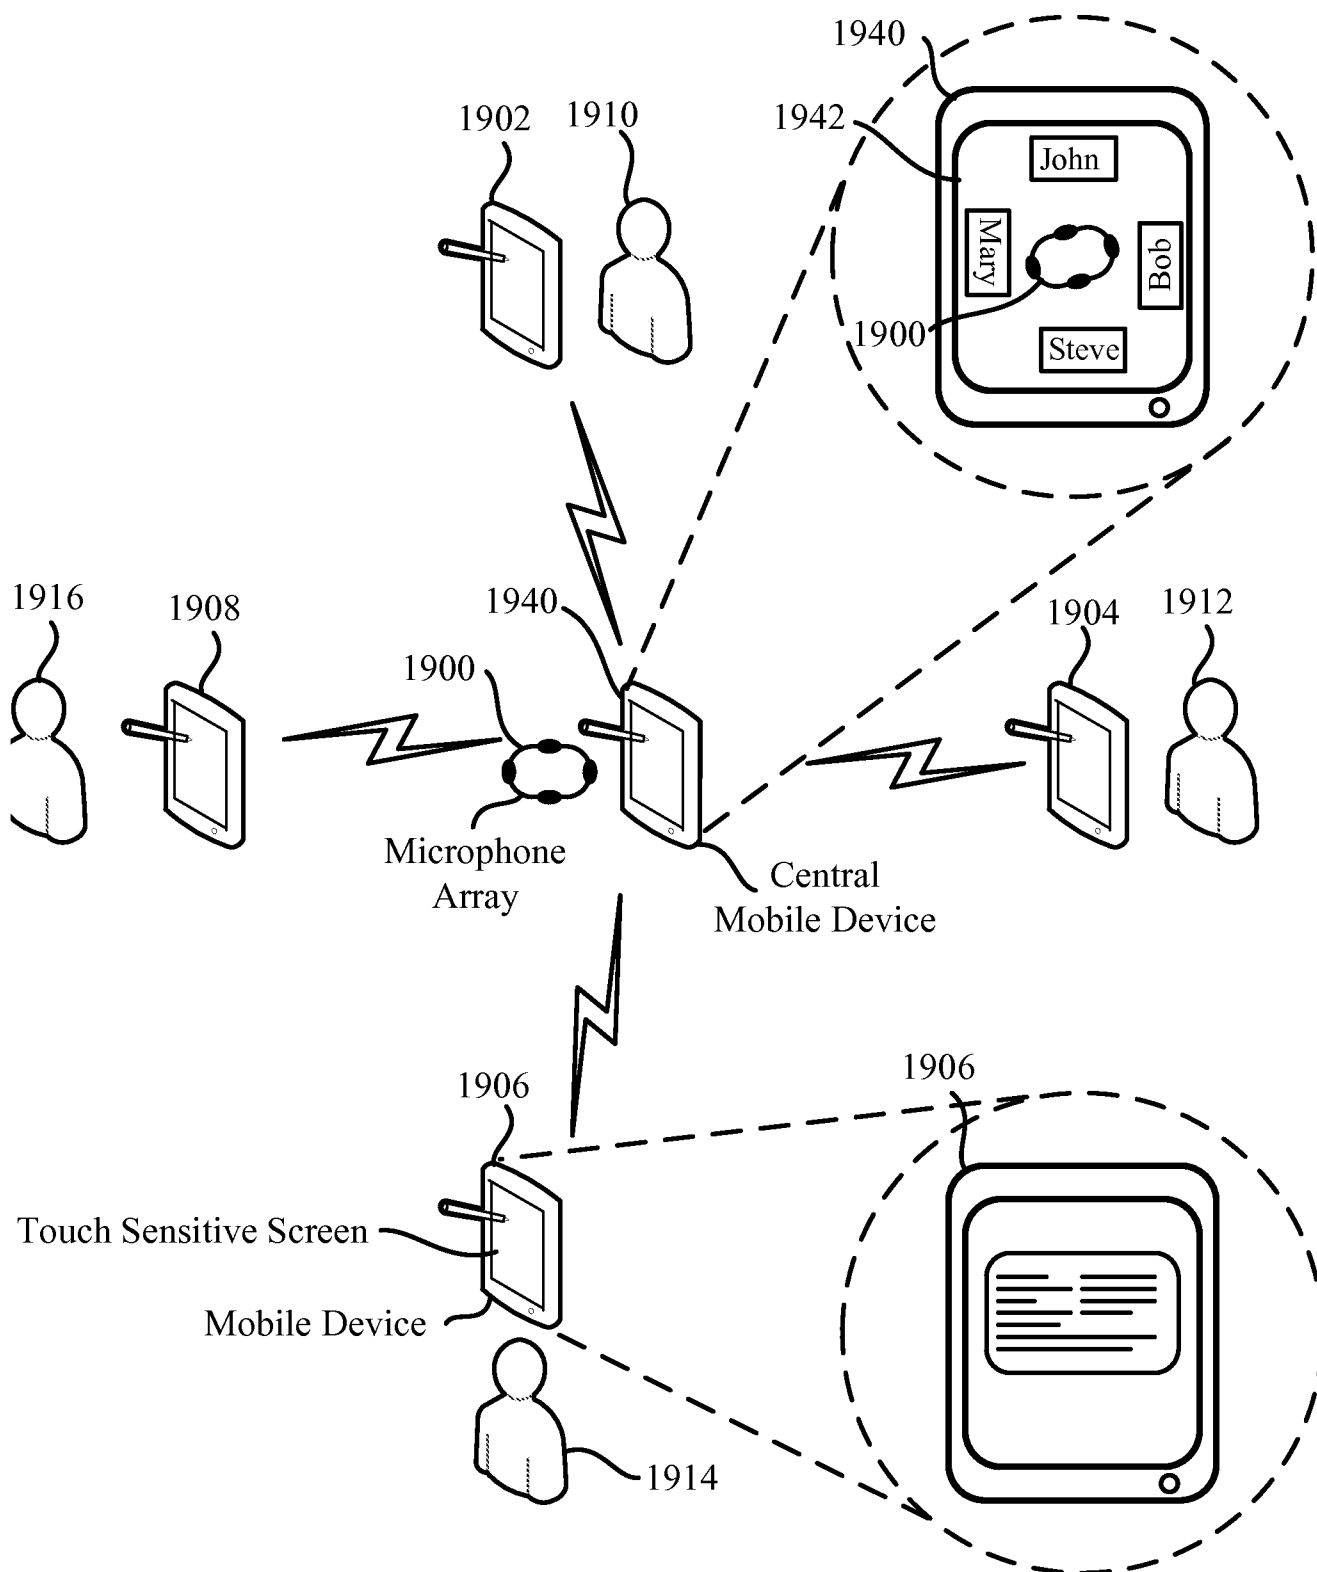 1940
1902
1910
1942
John
Mary
Bob
1900
Steve
1916
1908
1940
1904
1912
1900
Microphone
Array
Central
Mobile Device
1906
1906
Touch Sensitive Screen
Mobile Device
1914